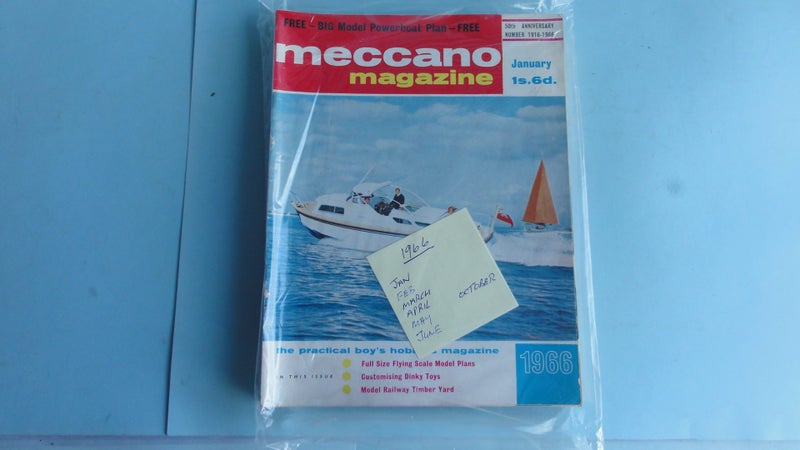 FREE — BIG Model Powerboat Plan — FREE
50th ANNIVERSARY
NUMBER 1916-1966
meccano
magazine
January
1s.6d.
1966
JAN
FEB
MARCH
APRIL
MAY
JUNE
OCTOBER
the practical boy's magazine
1966
N THIS ISSUE
Full Size Flying Scale Model Plans
Customising Dinky Toys
Model Railway Timber Yard